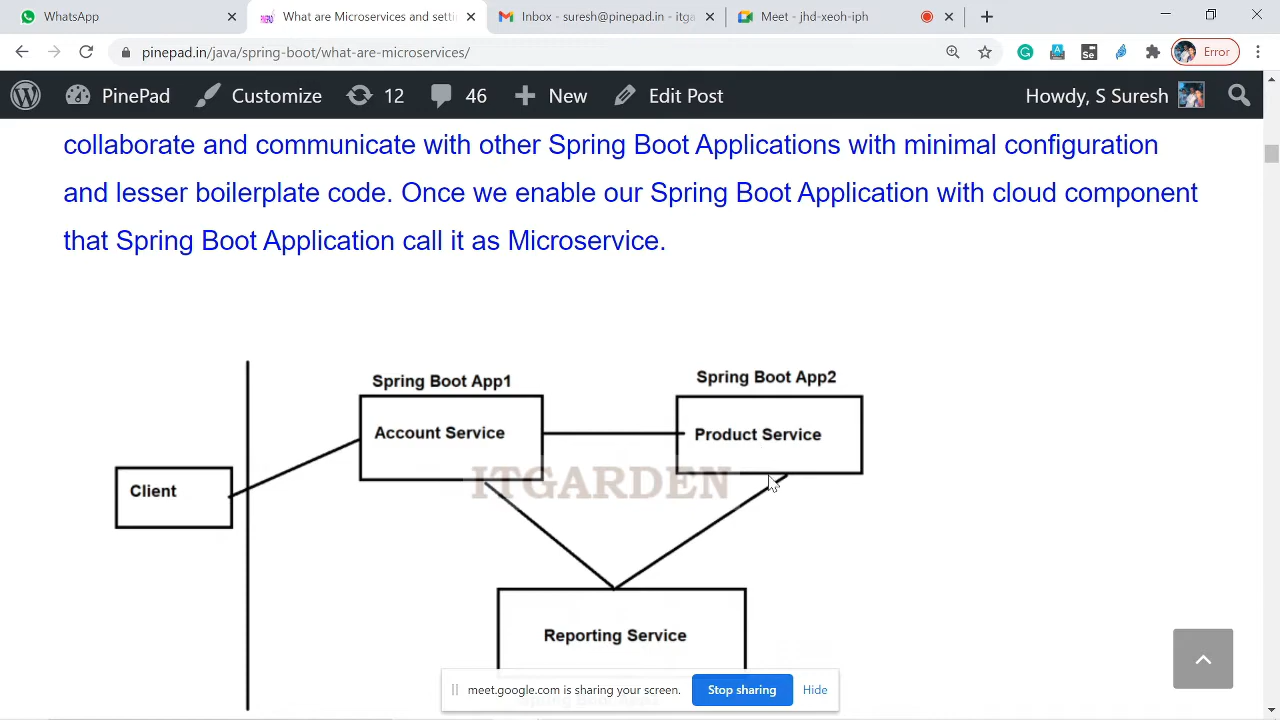 WhatsApp
What are Microservices and setti
Inbox - suresh@pinepad.in - itga
Meet - jhd-xeoh-iph
pinepad.in/java/spring-boot/what-are-microservices/
Se
Error
PinePad
Customize
12
46
New
Edit Post
Howdy, S Suresh
collaborate and communicate with other Spring Boot Applications with minimal configuration
and lesser boilerplate code. Once we enable our Spring Boot Application with cloud component
that Spring Boot Application call it as Microservice.
Spring Boot App1
Spring Boot App2
Account Service
Product Service
ITGARDEN
Client
Reporting Service
meet.google.com is sharing your screen.
Stop sharing
Hide